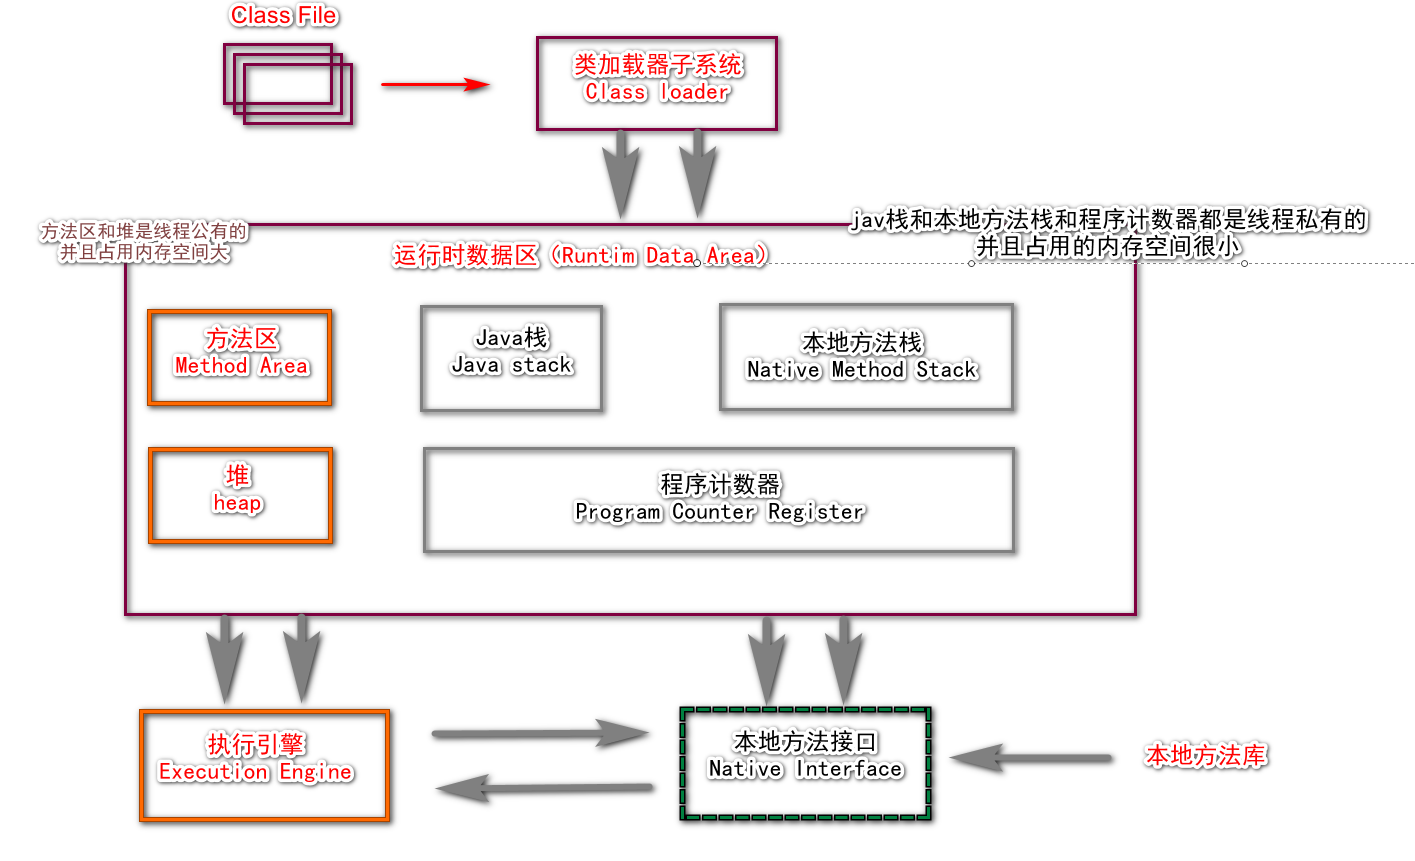 Class File
类加载器子系统
Class loader
方法区和堆是线程公有的
并且占用内存空间大
jav栈和本地方法栈和程序计数器都是线程私有的
并且占用的内存空间很小
运行时数据区（Runtim Data Area）
方法区
Method Area
Java栈
Java stack
本地方法栈
Native Method Stack
堆
heap
程序计数器
Program Counter Register
执行引擎
Execution Engine
本地方法接口
Native Interface
本地方法库